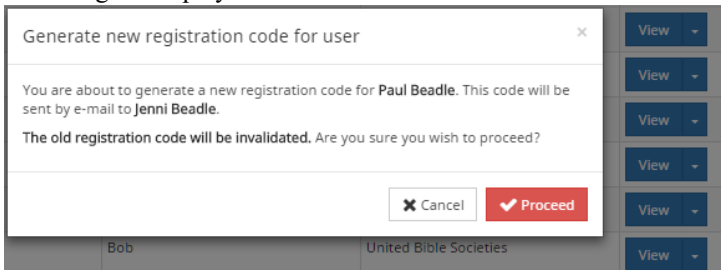 Generate new registration code for user ×
View
You are about to generate a new registration code for Paul Beadle. This code will be
sent by e-mail to Jenni Beadle.
View
The old registration code will be invalidated. Are you sure you wish to proceed?
View
View
Cancel Proceed
View
Bob United Bible Societies View